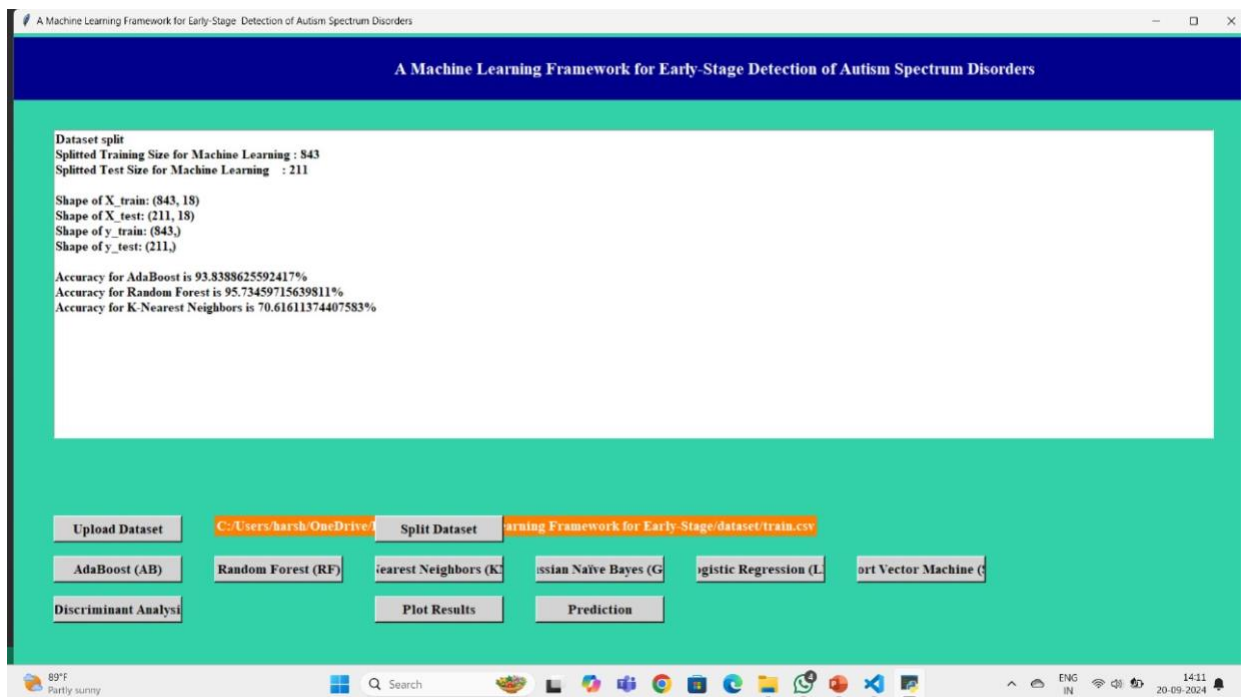 A Machine Learning Framework for Early-Stage Detection of Autism Spectrum Disorders
A Machine Learning Framework for Early-Stage Detection of Autism Spectrum Disorders
Dataset split
Splitted Training Size for Machine Learning : 843
Splitted Test Size for Machine Learning : 211
Shape of X_train: (843, 18)
Shape of X_test: (211, 18)
Shape of y_train: (843,)
Shape of y_test: (211,)
Accuracy for AdaBoost is 93.8388625592417%
Accuracy for Random Forest is 95.73459715639811%
Accuracy for K-Nearest Neighbors is 70.61611374407583%
Upload Dataset C:/Users/harsh/OneDrive/ Split Dataset arning Framework for Early-Stage/dataset/train.csv
AdaBoost (AB) Random Forest (RF) earest Neighbors (K ssian Naïve Bayes (G gistic Regression (L ort Vector Machine (
Discriminant Analysi Plot Results Prediction
89°F
Partly sunny
Search
4
ENG
IN
14:11
20-09-2024